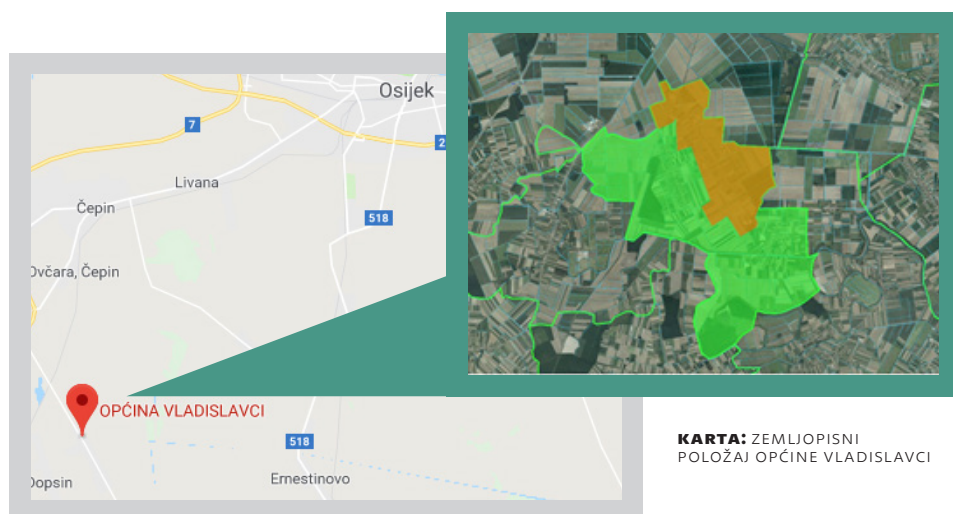 Osijek
7
2
Livana
518
Čepin
Ovčara, Čepin
OPĆINA VLADISLAVCI
518
Ernestinovo
Dopsin
KARTA: ZEMLJOPISNI
POLOŽAJ OPĆINE VLADISLAVCI